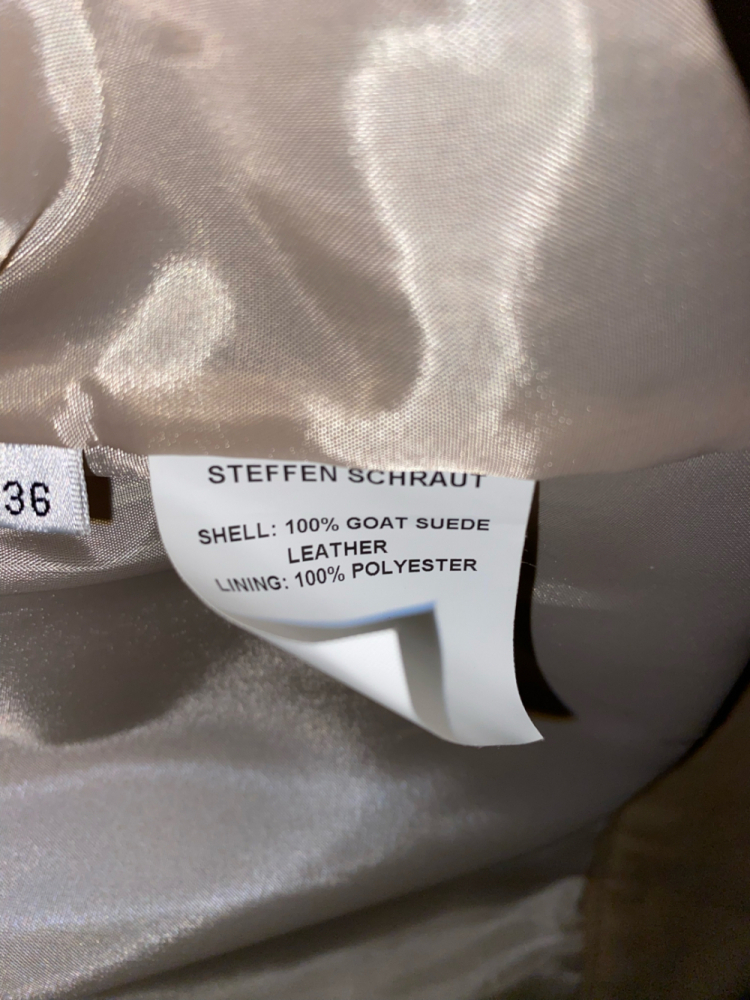 STEFFEN SCHRAUT
36
SHELL: 100% GOAT SUEDE
LEATHER
LINING: 100% POLYESTER